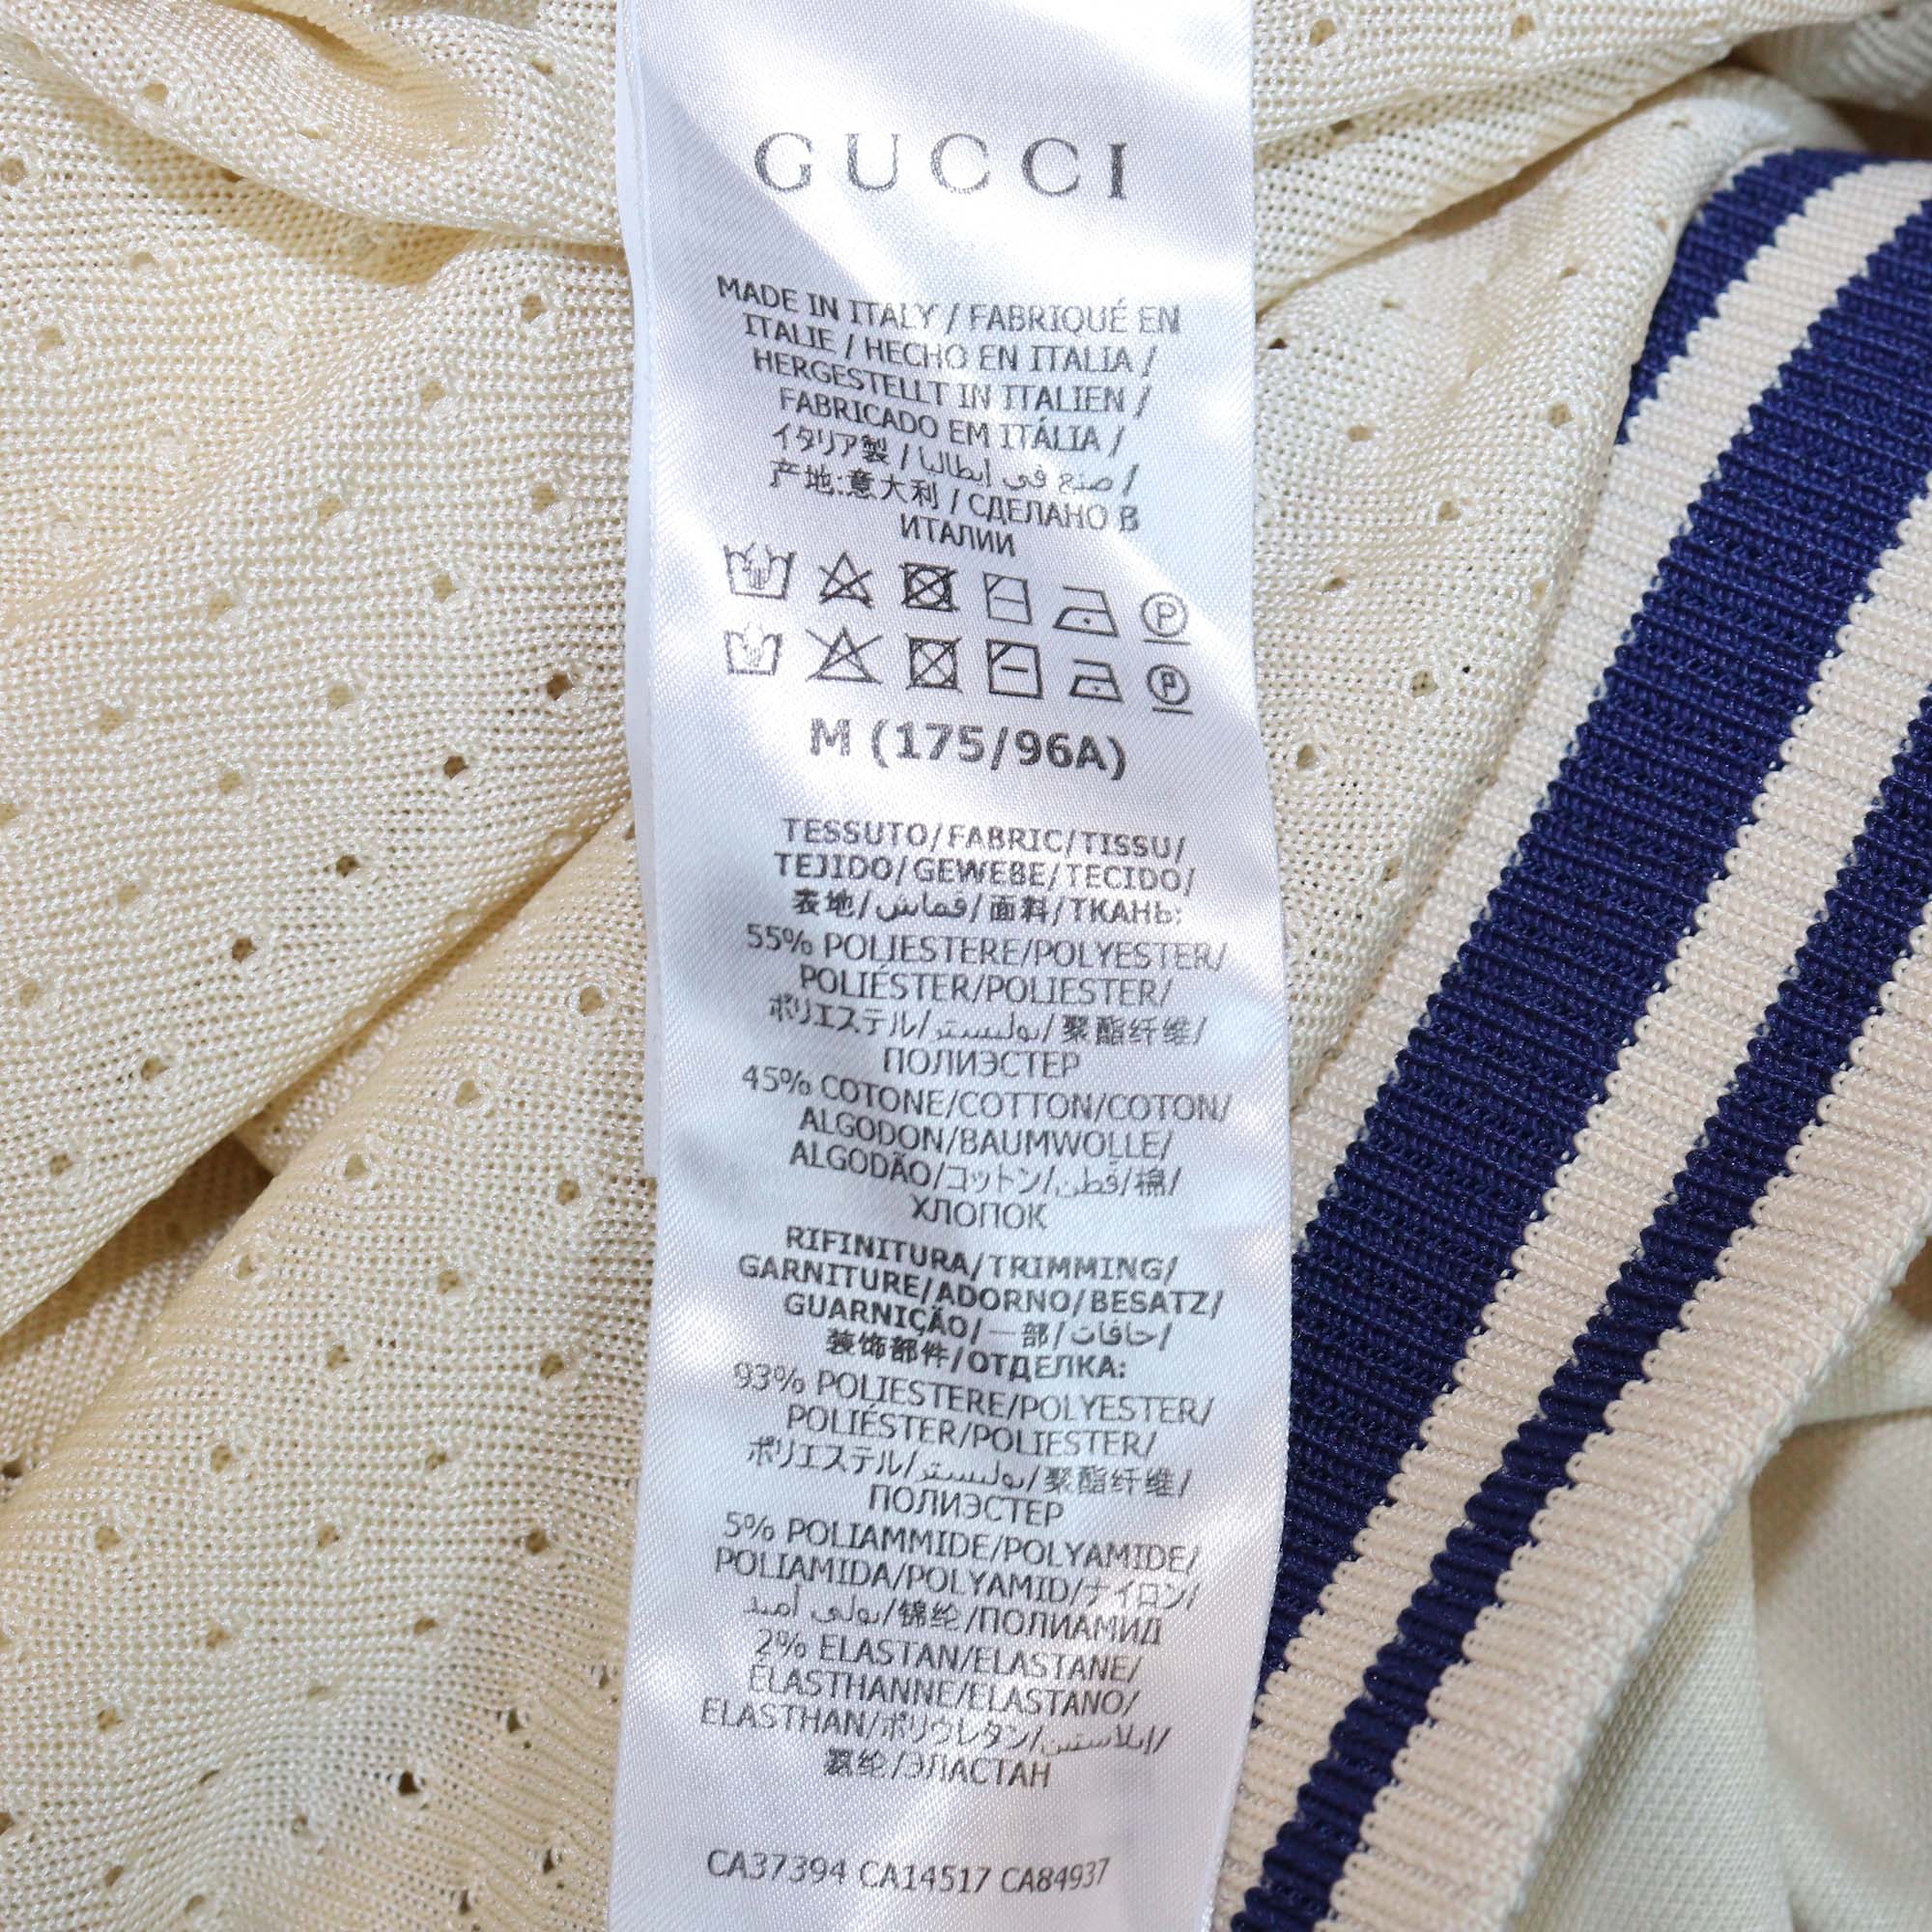 GUCCI
MADE IN ITALY / FABRIQUÉ EN
ITALIE / HECHO EN ITALIA /
HERGESTELLT IN ITALIEN /
FABRICADO EM ITÁLIA /
イタリア製 / صنع في إيطاليا /
产地:意大利 / СДЕЛАНО В
ИТАЛИИ
P
P
M (175/96A)
TESSUTO/FABRIC/TISSU/
TEJIDO/GEWEBE/TECIDO/
表地/قماش/面料/ТКАНЬ:
55% POLIESTERE/POLYESTER/
POLIÉSTER/POLIESTER/
ポリエステル/بوليستر/聚酯纤维/
ПОЛИЭСТЕР
45% COTONE/COTTON/COTON/
ALGODON/BAUMWOLLE/
ALGODÃO/コットン/قطن/棉/
ХЛОПОК
RIFINITURA/TRIMMING/
GARNITURE/ADORNO/BESATZ/
GUARNIÇÃO/一部/حافات/
装饰部件/ОТДЕЛКА:
93% POLIESTERE/POLYESTER/
POLIÉSTER/POLIESTER/
ポリエステル/بوليستر/聚酯纤维/
ПОЛИЭСТЕР
5% POLIAMMIDE/POLYAMIDE/
POLIAMIDA/POLYAMID/ナイロン/
بولي أميد/锦纶/ПОЛИАМИД
2% ELASTAN/ELASTANE/
ÉLASTHANNE/ELASTANO/
ELASTHAN/ポリウレタン/إيلاستين/
氨纶/ЭЛАСТАН
CA37394 CA14517 CA84937